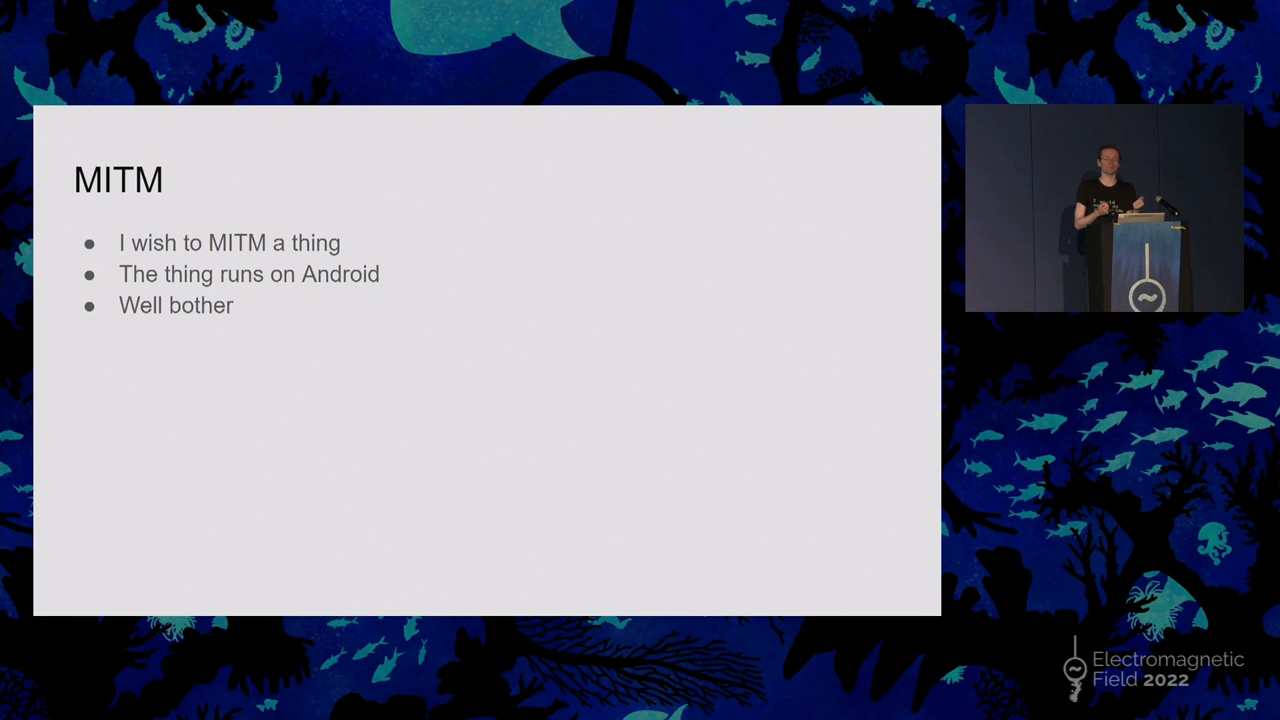 MITM
● I wish to MITM a thing
● The thing runs on Android
● Well bother
Electromagnetic
Field 2022